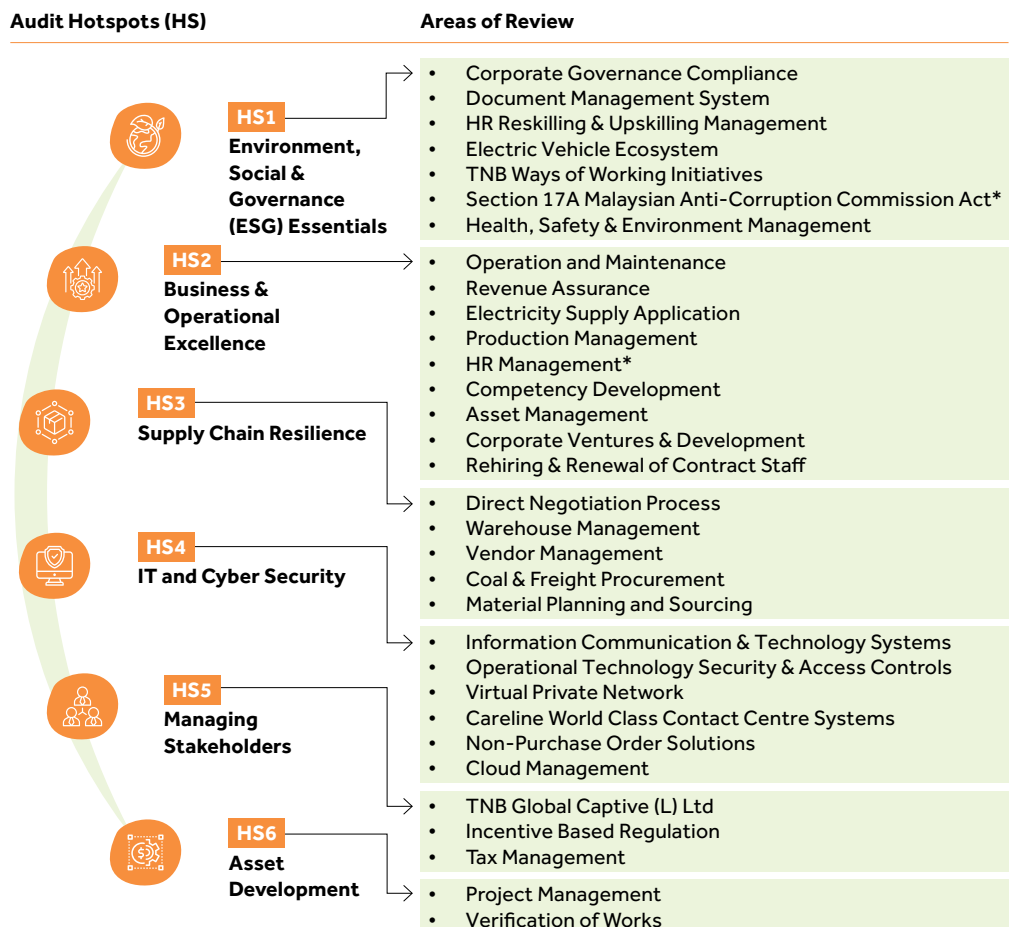 Audit Hotspots (HS)
Areas of Review
HS1
Environment,
Social &
Governance
(ESG) Essentials
• Corporate Governance Compliance
• Document Management System
• HR Reskilling & Upskilling Management
• Electric Vehicle Ecosystem
• TNB Ways of Working Initiatives
• Section 17A Malaysian Anti-Corruption Commission Act*
• Health, Safety & Environment Management
HS2
Business &
Operational
Excellence
• Operation and Maintenance
• Revenue Assurance
• Electricity Supply Application
• Production Management
• HR Management*
• Competency Development
• Asset Management
• Corporate Ventures & Development
• Rehiring & Renewal of Contract Staff
HS3
Supply Chain Resilience
• Direct Negotiation Process
• Warehouse Management
• Vendor Management
• Coal & Freight Procurement
• Material Planning and Sourcing
HS4
IT and Cyber Security
• Information Communication & Technology Systems
• Operational Technology Security & Access Controls
• Virtual Private Network
• Careline World Class Contact Centre Systems
• Non-Purchase Order Solutions
• Cloud Management
HS5
Managing
Stakeholders
• TNB Global Captive (L) Ltd
• Incentive Based Regulation
• Tax Management
HS6
Asset
Development
• Project Management
• Verification of Works